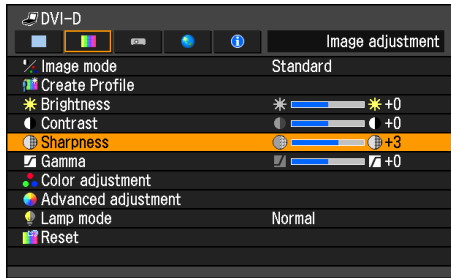 DVI-D
Image adjustment
Image mode Standard
Create Profile
Brightness +0
Contrast +0
Sharpness +3
Gamma +0
Color adjustment
Advanced adjustment
Lamp mode Normal
Reset